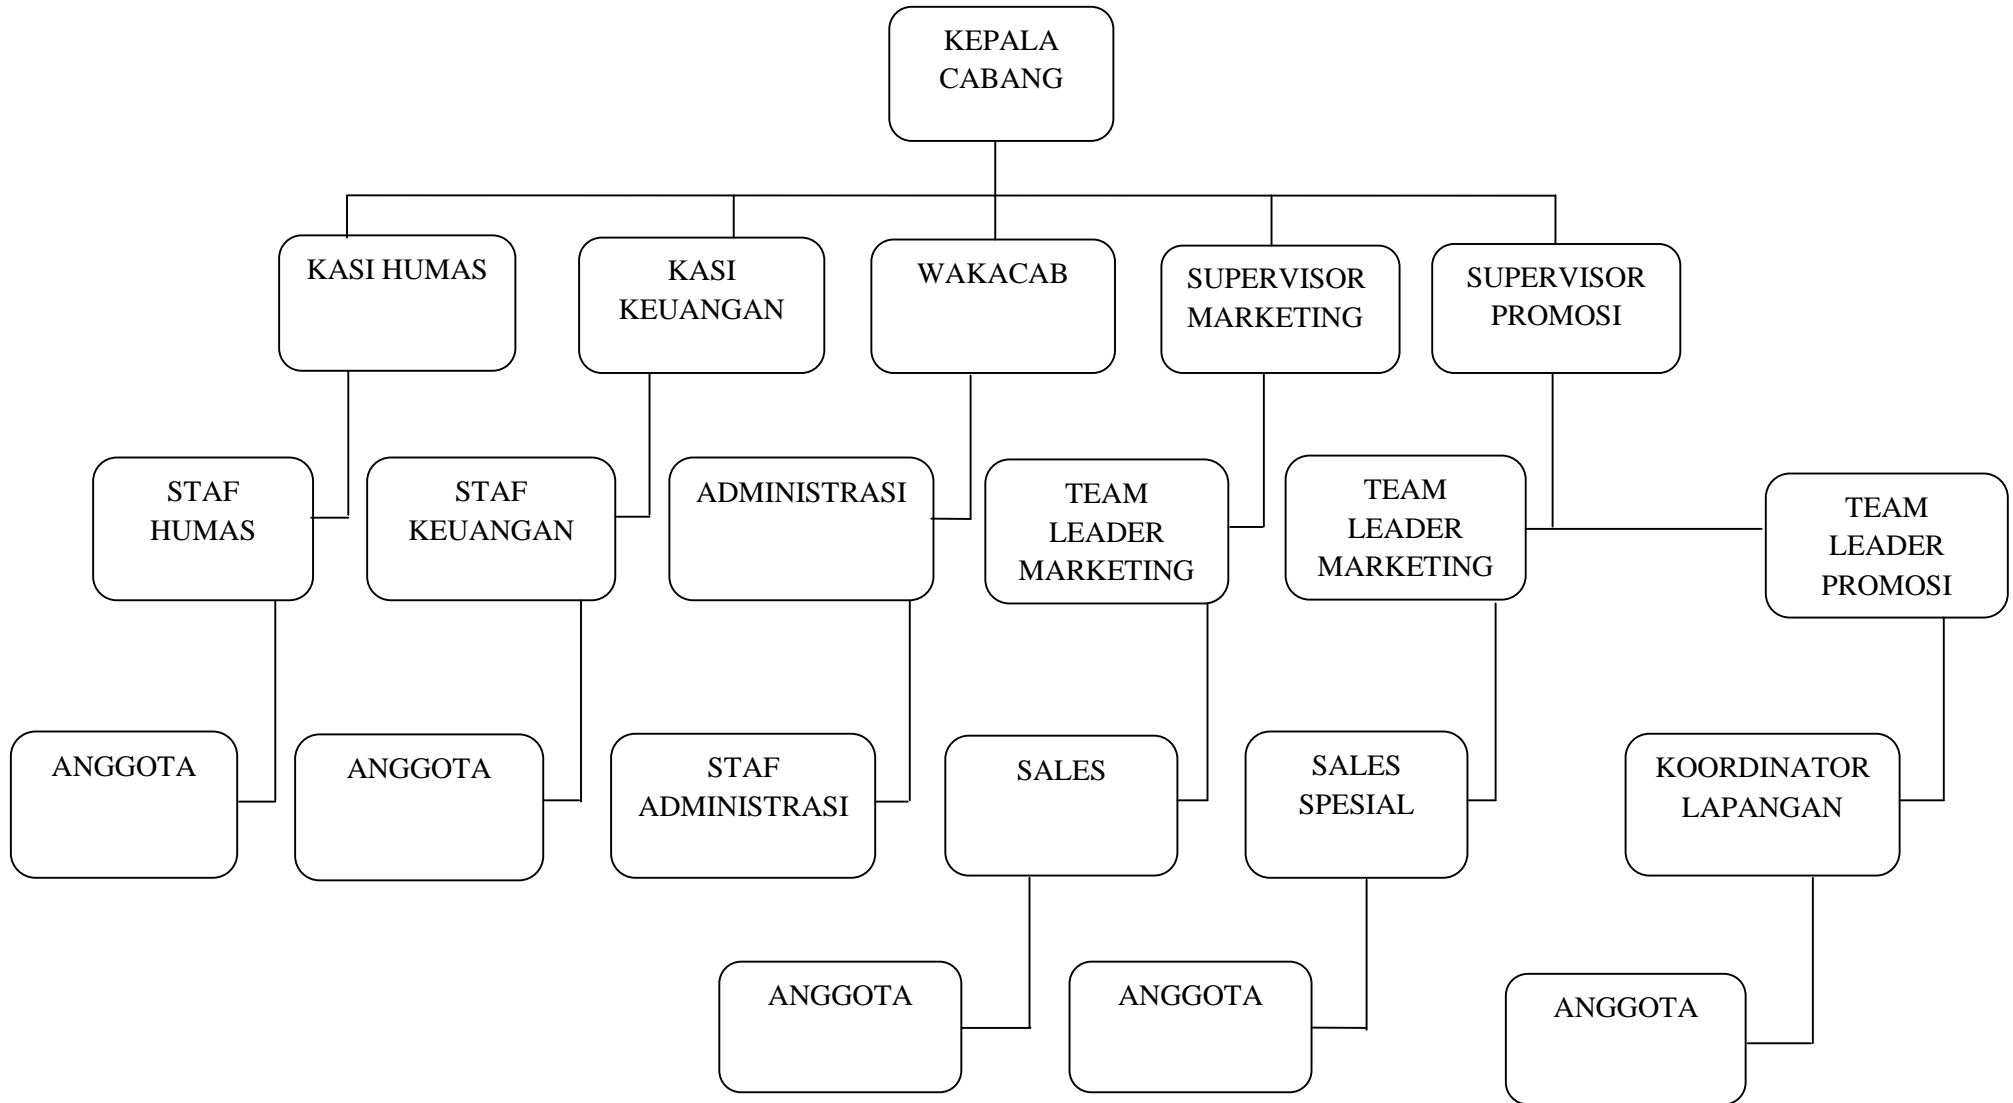 KEPALA
CABANG
KASI HUMAS
KASI
KEUANGAN
WAKACAB
SUPERVISOR
MARKETING
SUPERVISOR
PROMOSI
STAF
HUMAS
STAF
KEUANGAN
ADMINISTRASI
TEAM
LEADER
MARKETING
TEAM
LEADER
MARKETING
TEAM
LEADER
PROMOSI
ANGGOTA
ANGGOTA
STAF
ADMINISTRASI
SALES
SALES
SPESIAL
KOORDINATOR
LAPANGAN
ANGGOTA
ANGGOTA
ANGGOTA